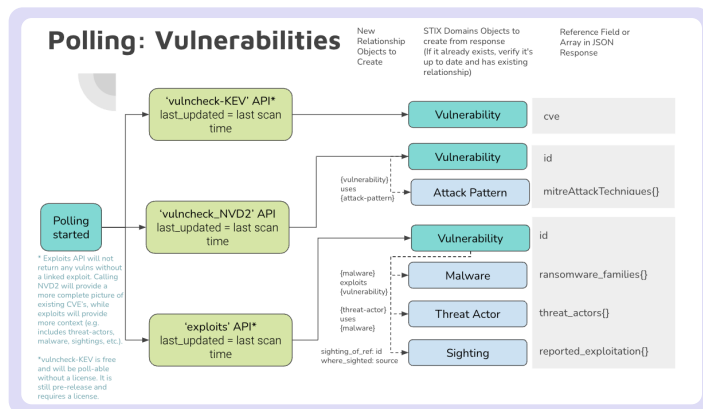 Polling: Vulnerabilities
New
Relationship
Objects to
Create
STIX Domains Objects to
create from response
(If it already exists, verify it's
up to date and has existing
relationship)
Reference Field or
Array in JSON
Response
'vulncheck-KEV' API*
last_updated = last scan
time
Vulnerability
cve
Vulnerability
id
{vulnerability}
uses
{attack-pattern}
Attack Pattern
mitreAttackTechniques{}
Polling
started
'vulncheck_NVD2' API
last_updated = last scan
time
Vulnerability
id
* Exploits API will not
return any vulns without
a linked exploit. Calling
NVD2 will provide a
more complete picture of
existing CVE's, while
exploits will provide
more context (e.g.
includes threat-actors,
malware, sightings, etc.).
{malware}
exploits
{vulnerability}
Malware
ransomware_families{}
{threat-actor}
uses
{malware}
Threat Actor
threat_actors{}
'exploits' API*
last_updated = last scan
time
sighting_of_ref: id
where_sighted: source
Sighting
reported_exploitation{}
*vulncheck-KEV is free
and will be poll-able
without a license. It is
still pre-release and
requires a license.